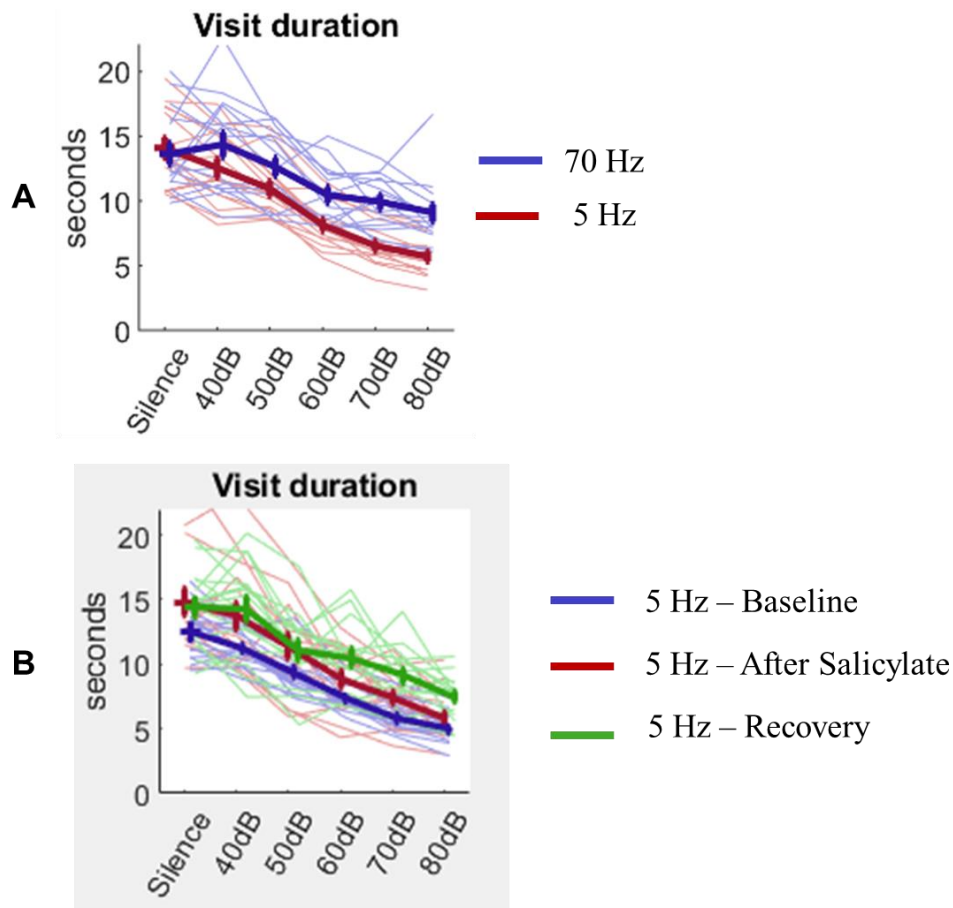 Visit duration
20
15
10
5
0
seconds
Silence
40dB
50dB
60dB
70dB
80dB
A
70 Hz
5 Hz
Visit duration
20
15
10
5
0
seconds
Silence
40dB
50dB
60dB
70dB
80dB
B
5 Hz – Baseline
5 Hz – After Salicylate
5 Hz – Recovery